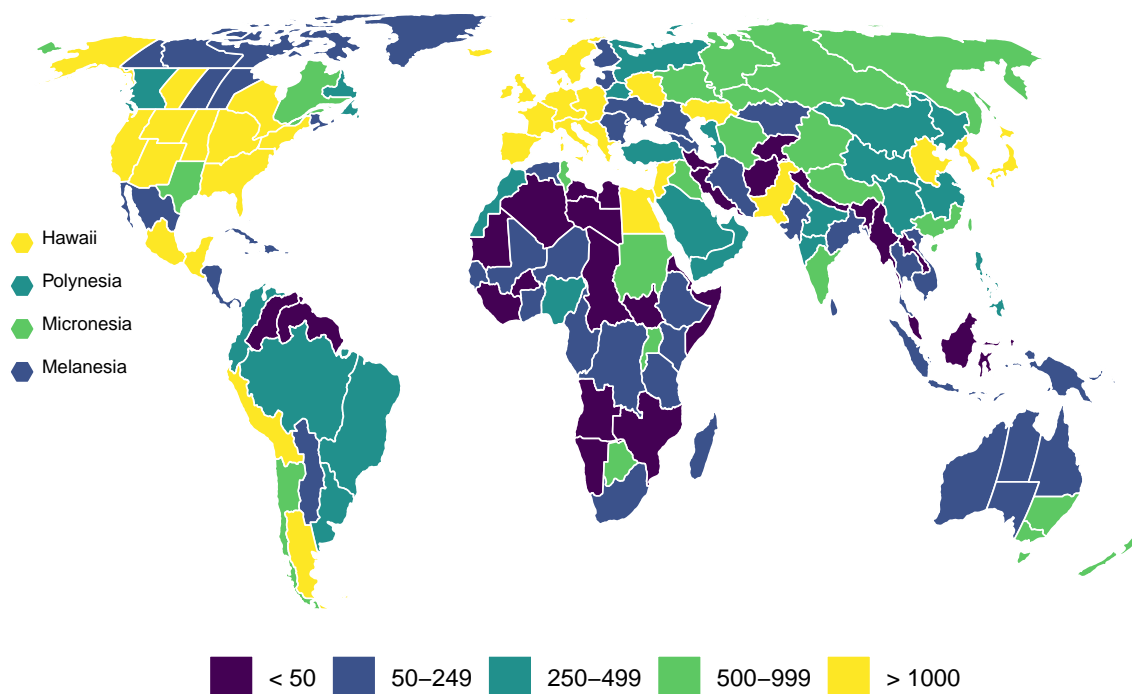 Hawaii
Polynesia
Micronesia
Melanesia
< 50
50–249
250–499
500–999
> 1000